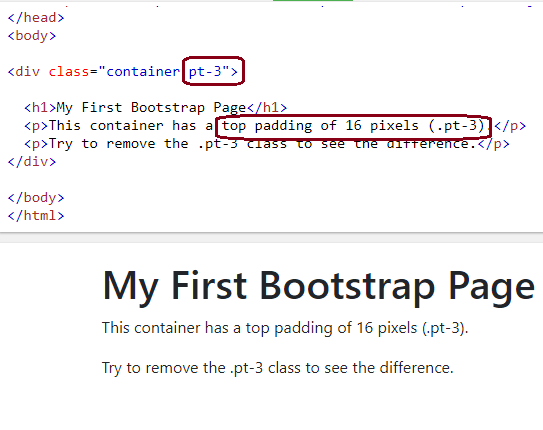 </head>
<body>
<div class="container pt-3">
<h1>My First Bootstrap Page</h1>
<p>This container has a top padding of 16 pixels (.pt-3).</p>
<p>Try to remove the .pt-3 class to see the difference.</p>
</div>
</body>
</html>
My First Bootstrap Page
This container has a top padding of 16 pixels (.pt-3).
Try to remove the .pt-3 class to see the difference.